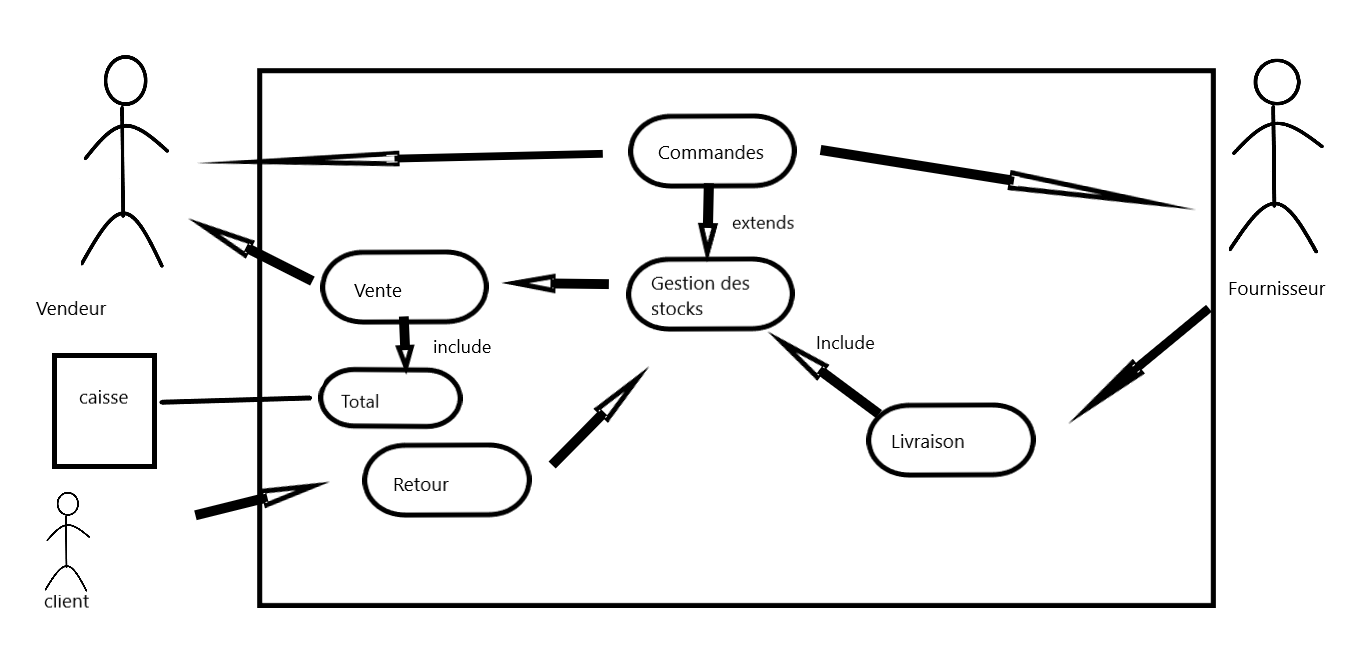 Commandes
extends
Vendeur
Vente
Gestion des
stocks
Fournisseur
include
Include
caisse
Total
Livraison
Retour
client